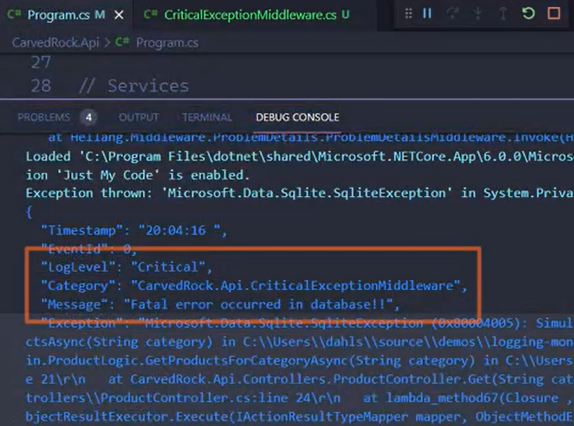 C# Program.cs M X C# CriticalExceptionMiddleware.cs U
CarvedRock.Api > C# Program.cs
27
28 // Services
PROBLEMS 4 OUTPUT TERMINAL DEBUG CONSOLE
at Hellang.Middleware.ProblemDetails.ProblemDetailsMiddleware.Invoke(H
Loaded 'C:\Program Files\dotnet\shared\Microsoft.NETCore.App\6.0.0\Micros
ion 'Just My Code' is enabled.
Exception thrown: 'Microsoft.Data.Sqlite.SqliteException' in System.Priva
{
"Timestamp": "20:04:16 ",
"EventId": 0,
"LogLevel": "Critical",
"Category": "CarvedRock.Api.CriticalExceptionMiddleware",
"Message": "Fatal error occurred in database!!",
"Exception": "Microsoft.Data.Sqlite.SqliteException (0x80004005): Simul
ctsAsync(String category) in C:\\Users\\dahls\\source\\demos\\logging-mon
in.ProductLogic.GetProductsForCategoryAsync(String category) in C:\\Users
e 21\r\n at CarvedRock.Api.Controllers.ProductController.Get(String cat
trollers\\ProductController.cs:line 24\r\n at lambda_method67(Closure ,
bjectResultExecutor.Execute(IActionResultTypeMapper mapper, ObjectMethodE